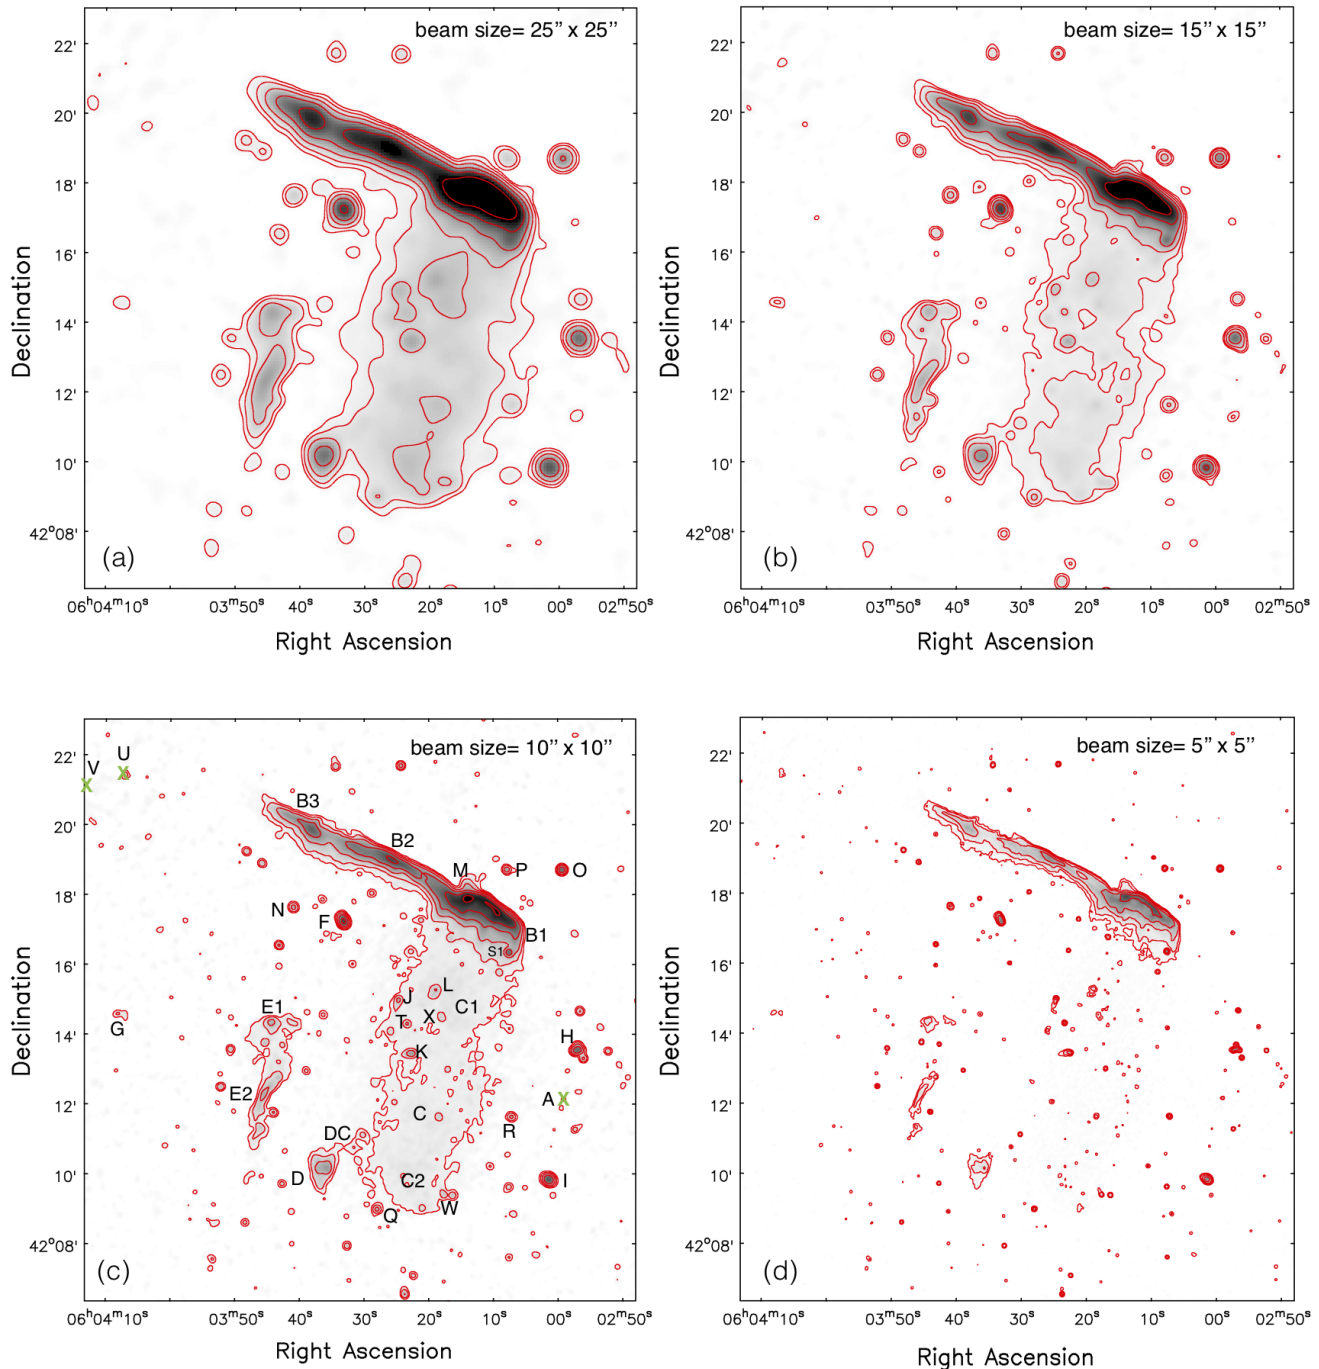 beam size= 25” x 25”
22'
20'
18'
16'
14'
12'
10'
42°08'
Declination
(a)
06ʰ04ᵐ10ˢ 03ᵐ50ˢ 40ˢ 30ˢ 20ˢ 10ˢ 00ˢ 02ᵐ50ˢ
Right Ascension
beam size= 15” x 15”
22'
20'
18'
16'
14'
12'
10'
42°08'
Declination
(b)
06ʰ04ᵐ10ˢ 03ᵐ50ˢ 40ˢ 30ˢ 20ˢ 10ˢ 00ˢ 02ᵐ50ˢ
Right Ascension
beam size= 10” x 10”
22'
20'
18'
16'
14'
12'
10'
42°08'
Declination
U
V
B3
B2
M P O
N F
B1
S1
L
E1 J C1
G T X
H
K
E2 A
C
R
DC
D C2 I
Q W
(c)
06ʰ04ᵐ10ˢ 03ᵐ50ˢ 40ˢ 30ˢ 20ˢ 10ˢ 00ˢ 02ᵐ50ˢ
Right Ascension
beam size= 5” x 5”
22'
20'
18'
16'
14'
12'
10'
42°08'
Declination
(d)
06ʰ04ᵐ10ˢ 03ᵐ50ˢ 40ˢ 30ˢ 20ˢ 10ˢ 00ˢ 02ᵐ50ˢ
Right Ascension